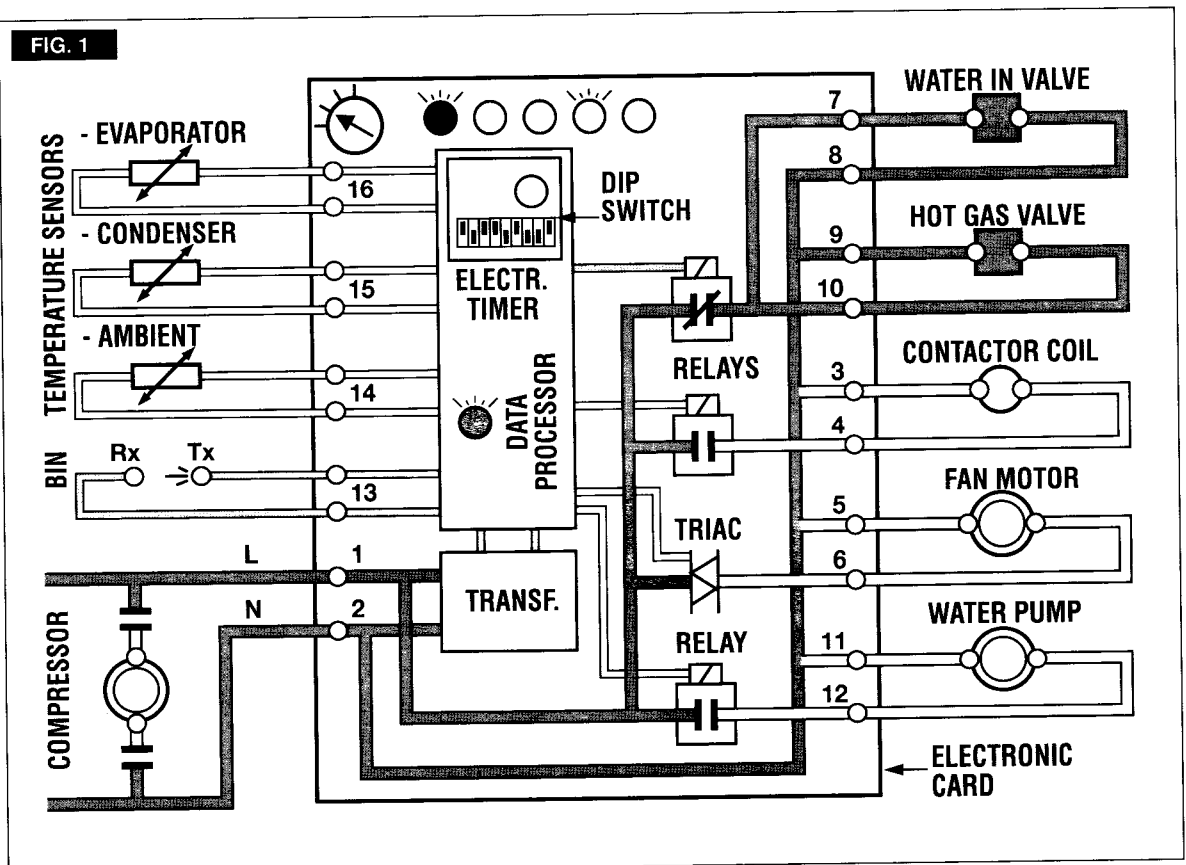 FIG. 1
TEMPERATURE SENSORS
- EVAPORATOR
16
- CONDENSER
15
- AMBIENT
14
BIN
Rx
Tx
13
L
1
N
2
COMPRESSOR
DIP
SWITCH
ELECTR.
TIMER
DATA
PROCESSOR
TRANSF.
RELAYS
TRIAC
RELAY
7
WATER IN VALVE
8
HOT GAS VALVE
9
10
CONTACTOR COIL
3
4
FAN MOTOR
5
6
WATER PUMP
11
12
ELECTRONIC
CARD